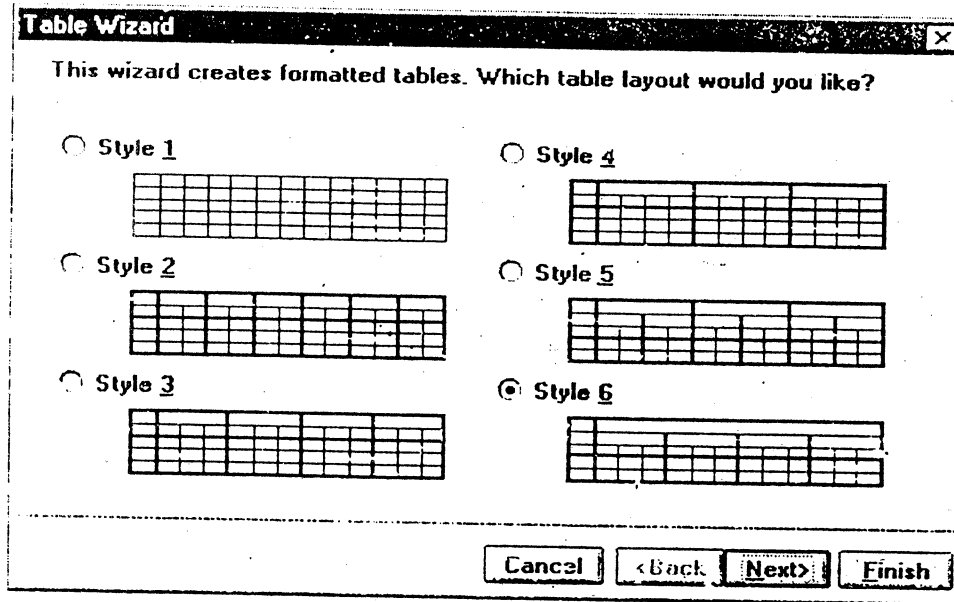 Table Wizard
This wizard creates formatted tables. Which table layout would you like?
Style 1
Style 2
Style 3
Style 4
Style 5
Style 6
Cancel <Back Next> Finish